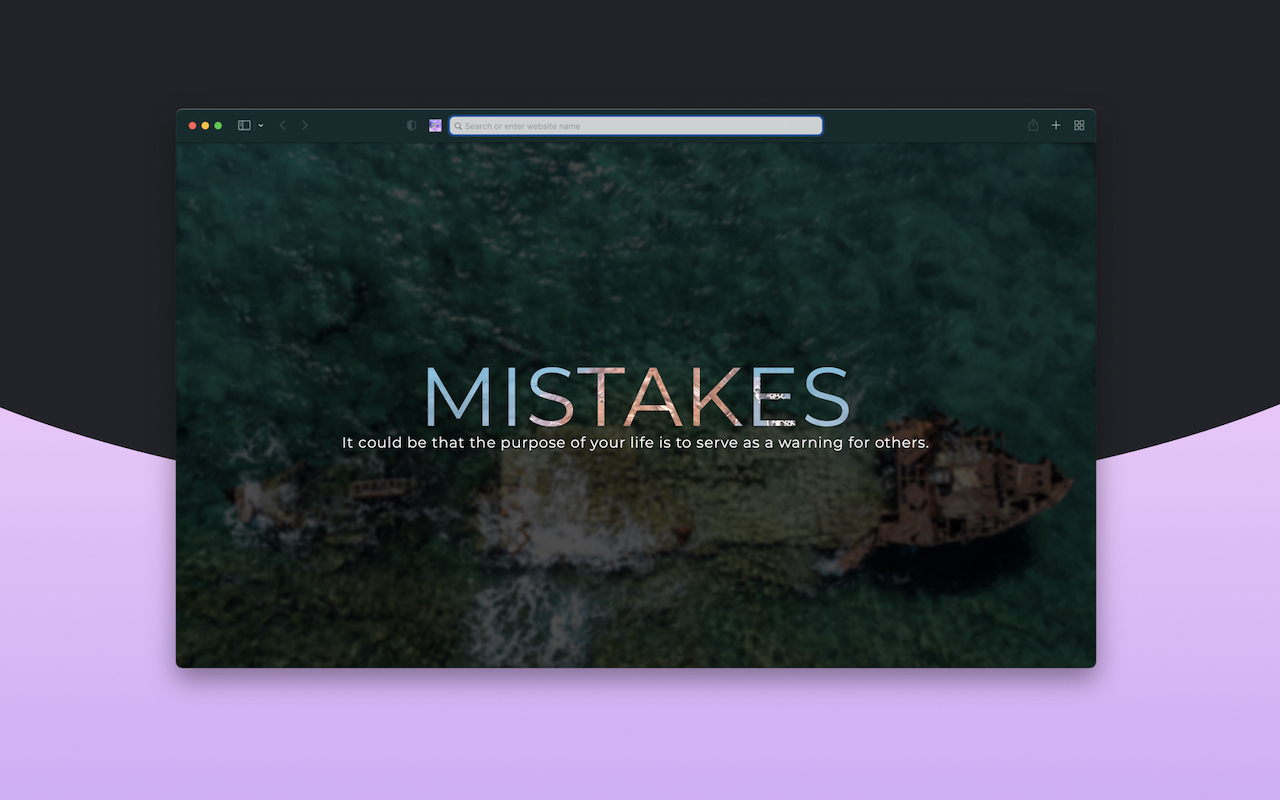 Search or enter website name
MISTAKES
It could be that the purpose of your life is to serve as a warning for others.